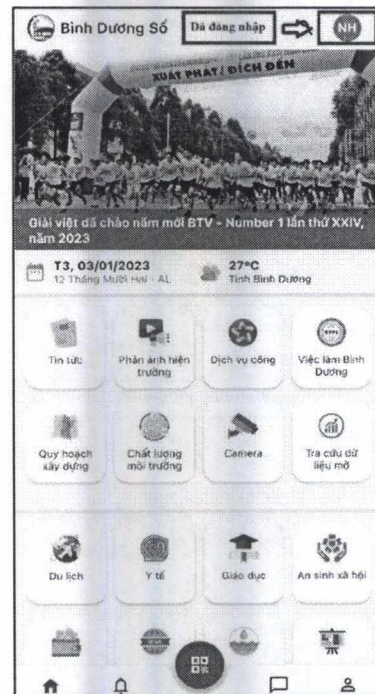 Bình Dương Số
Đã đăng nhập
NH
XUẤT PHÁT / ĐÍCH ĐẾN
Giải việt dã chào năm mới BTV - Number 1 lần thứ XXIV,
năm 2023
T3, 03/01/2023
12 Tháng Mười Hai - AL
27°C
Tỉnh Bình Dương
Tin tức
Phản ánh hiện
trường
Dịch vụ công
Việc làm Bình
Dương
Quy hoạch
xây dựng
Chất lượng
môi trường
Camera
Tra cứu dữ
liệu mở
Du lịch
Y tế
Giáo dục
An sinh xã hội